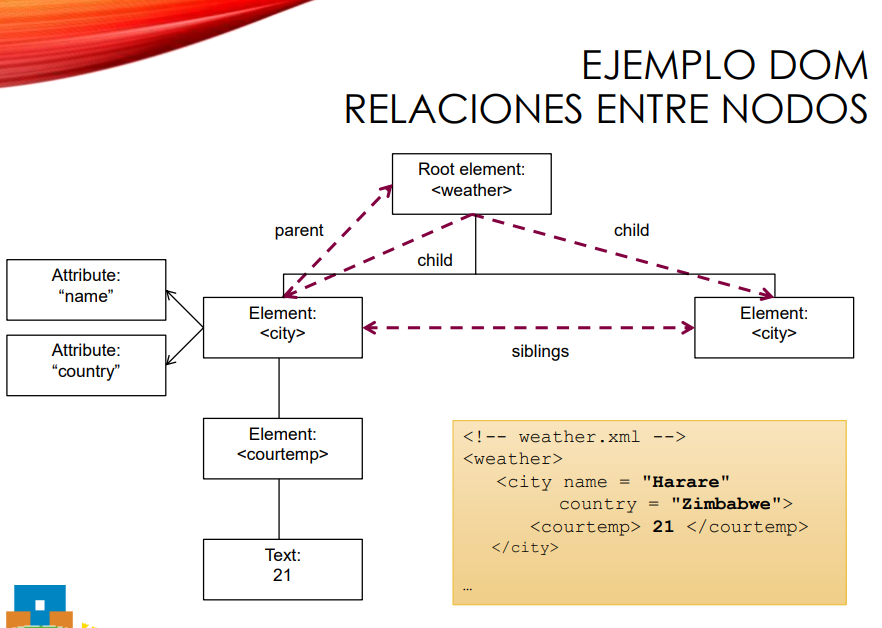 EJEMPLO DOM
RELACIONES ENTRE NODOS
Root element:
<weather>
parent
child
child
Attribute:
“name”
Element:
<city>
Element:
<city>
siblings
Attribute:
“country”
Element:
<courtemp>
Text:
21
<!-- weather.xml -->
<weather>
<city name = "Harare"
country = "Zimbabwe">
<courtemp> 21 </courtemp>
</city>
…